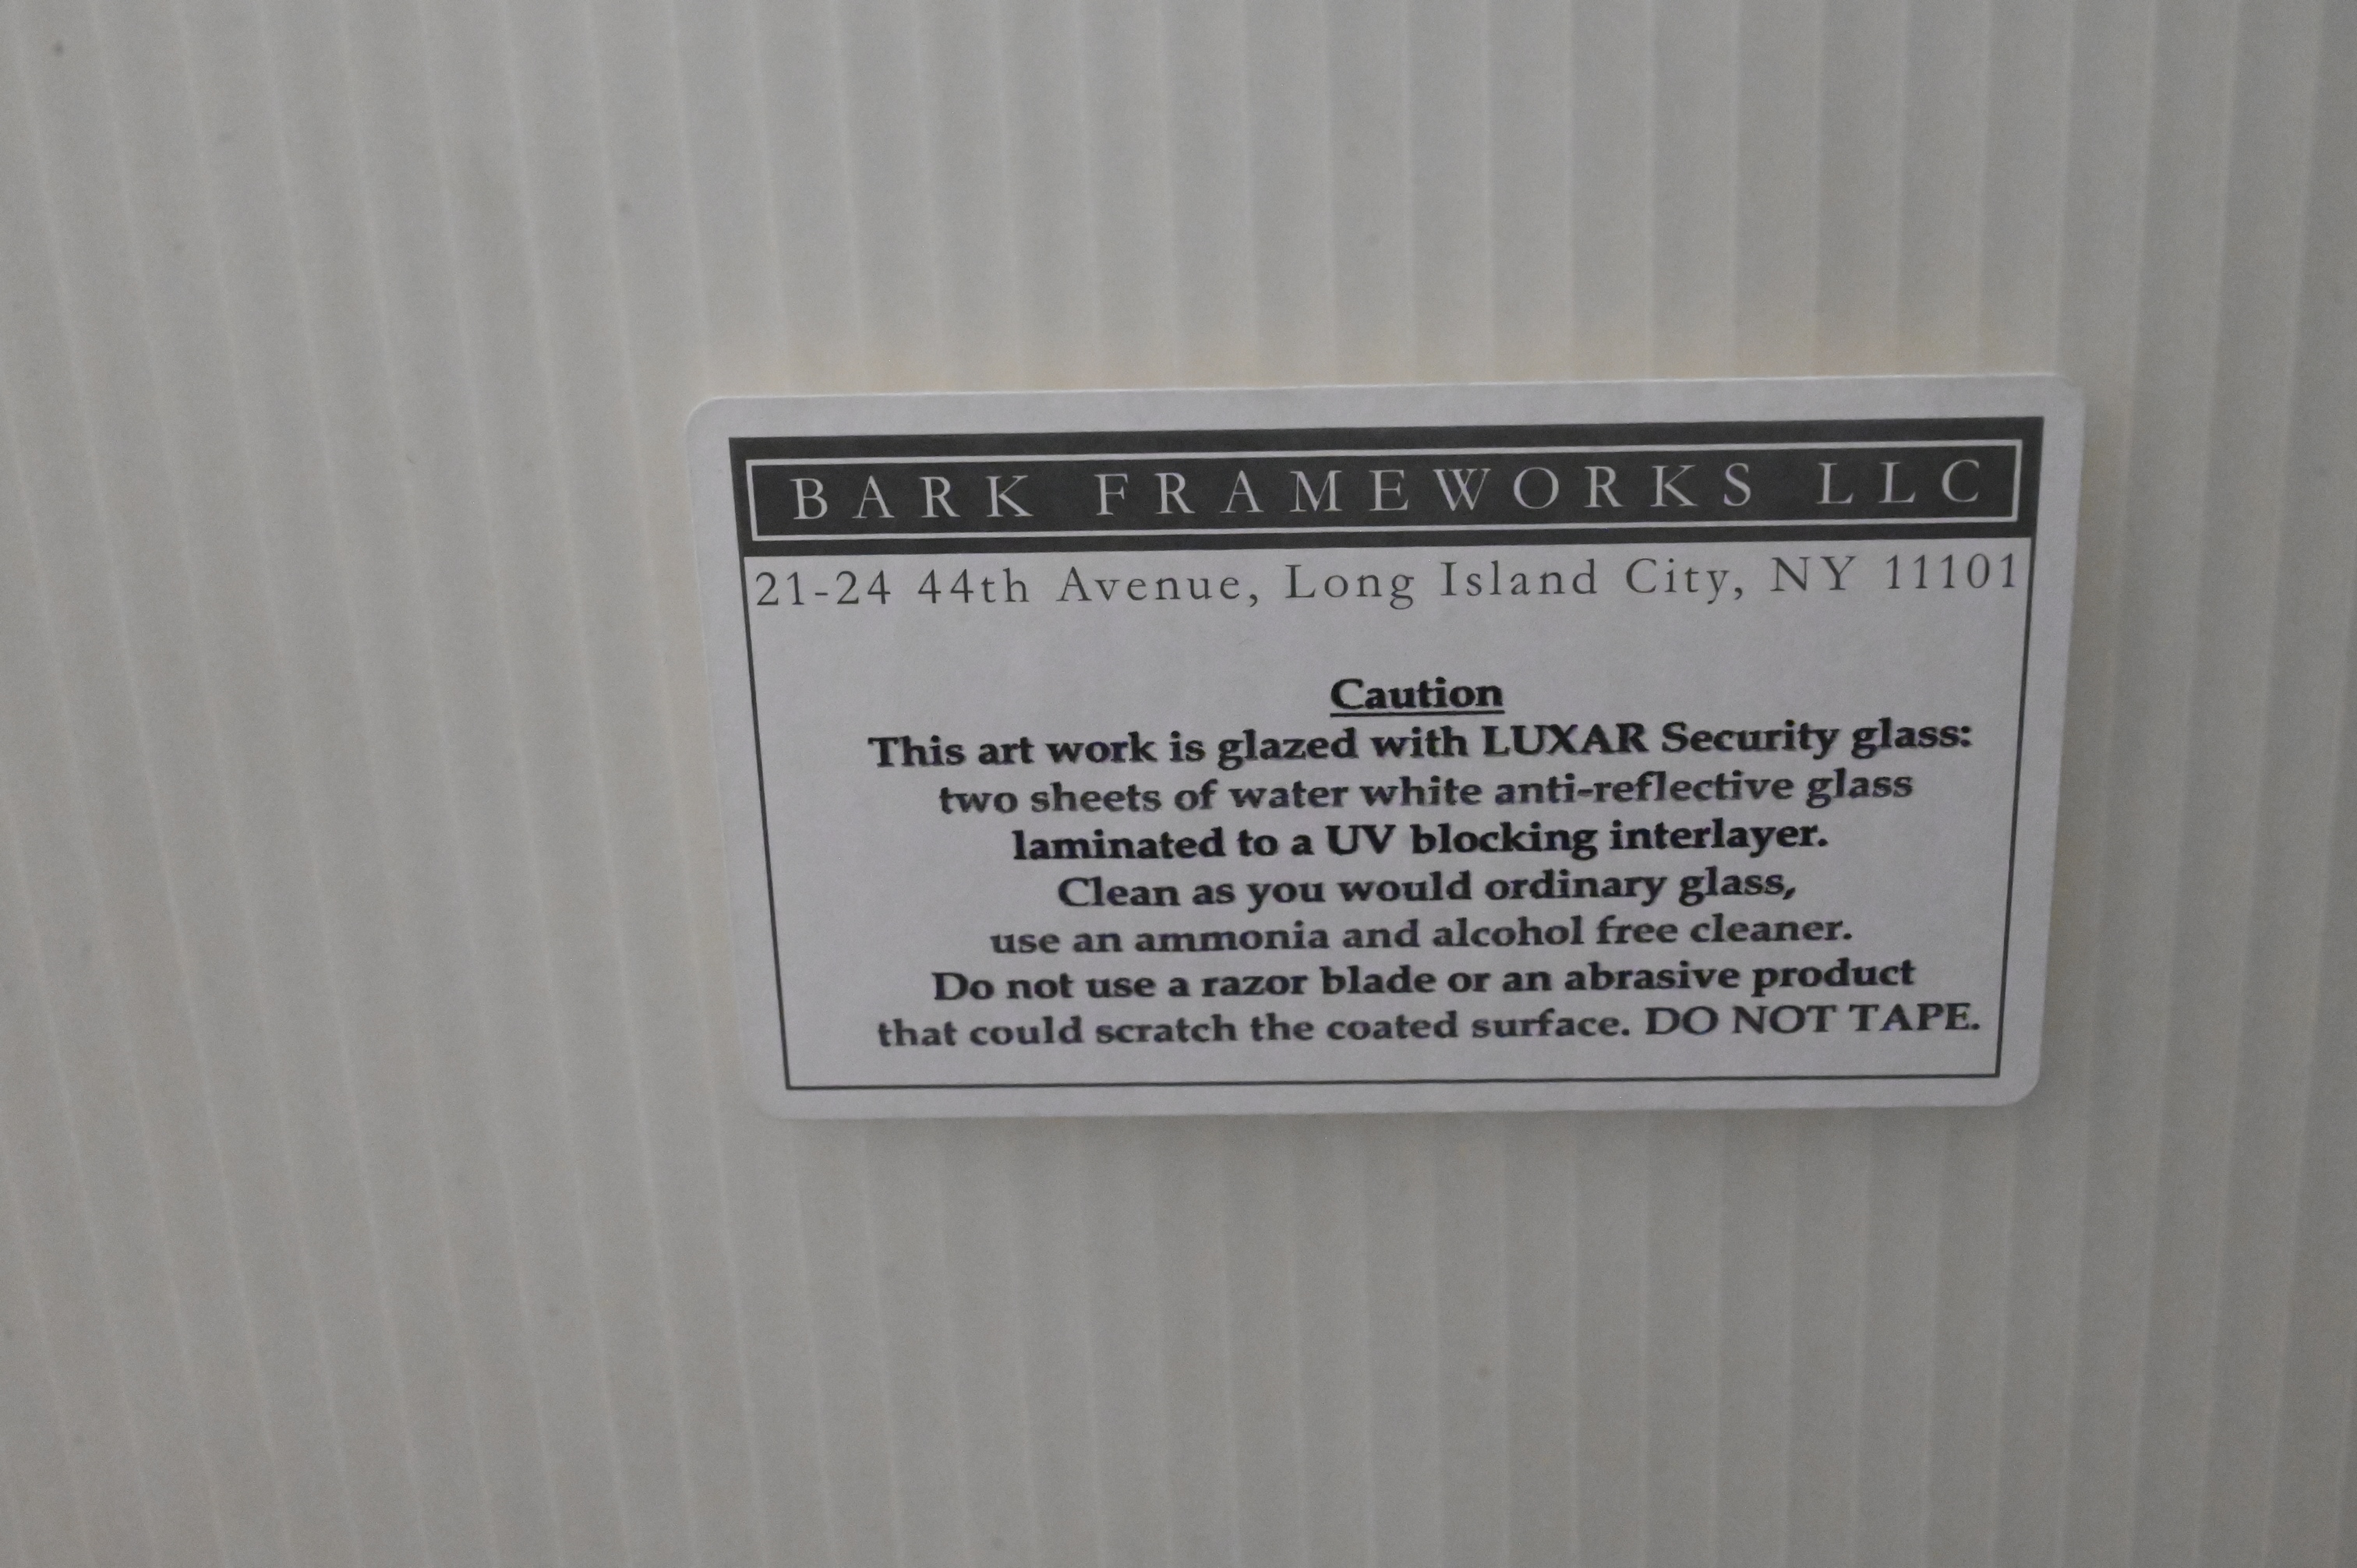 BARK FRAMEWORKS LLC
21-24 44th Avenue, Long Island City, NY 11101
Caution
This art work is glazed with LUXAR Security glass:
two sheets of water white anti-reflective glass
laminated to a UV blocking interlayer.
Clean as you would ordinary glass,
use an ammonia and alcohol free cleaner.
Do not use a razor blade or an abrasive product
that could scratch the coated surface. DO NOT TAPE.